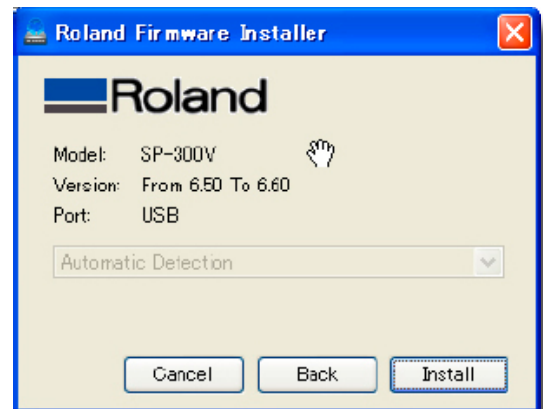 Roland Firmware Installer
Roland
Model: SP-300V
Version: From 6.50 To 6.60
Port: USB
Automatic Detection
Cancel Back Install